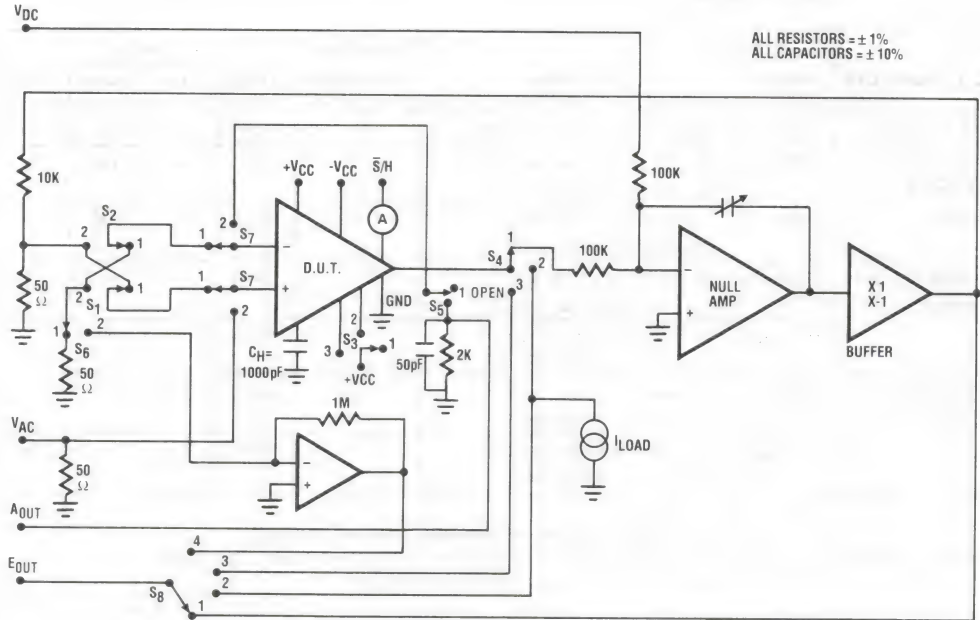 VDC
ALL RESISTORS = ± 1%
ALL CAPACITORS = ± 10%
10K
+VCC
-VCC
S̅/H
A
100K
S2
2
1
1
S7
2
S1
2
1
1
S7
2
50
Ω
D.U.T.
GND
S4
1
2
3
100K
1 OPEN
S5
NULL
AMP
X 1
X-1
BUFFER
1
S6
2
50
Ω
CH=
1000pF
3
2
S3
1
+VCC
50pF
2K
1M
ILOAD
VAC
50
Ω
AOUT
4
3
2
EOUT
S8
1